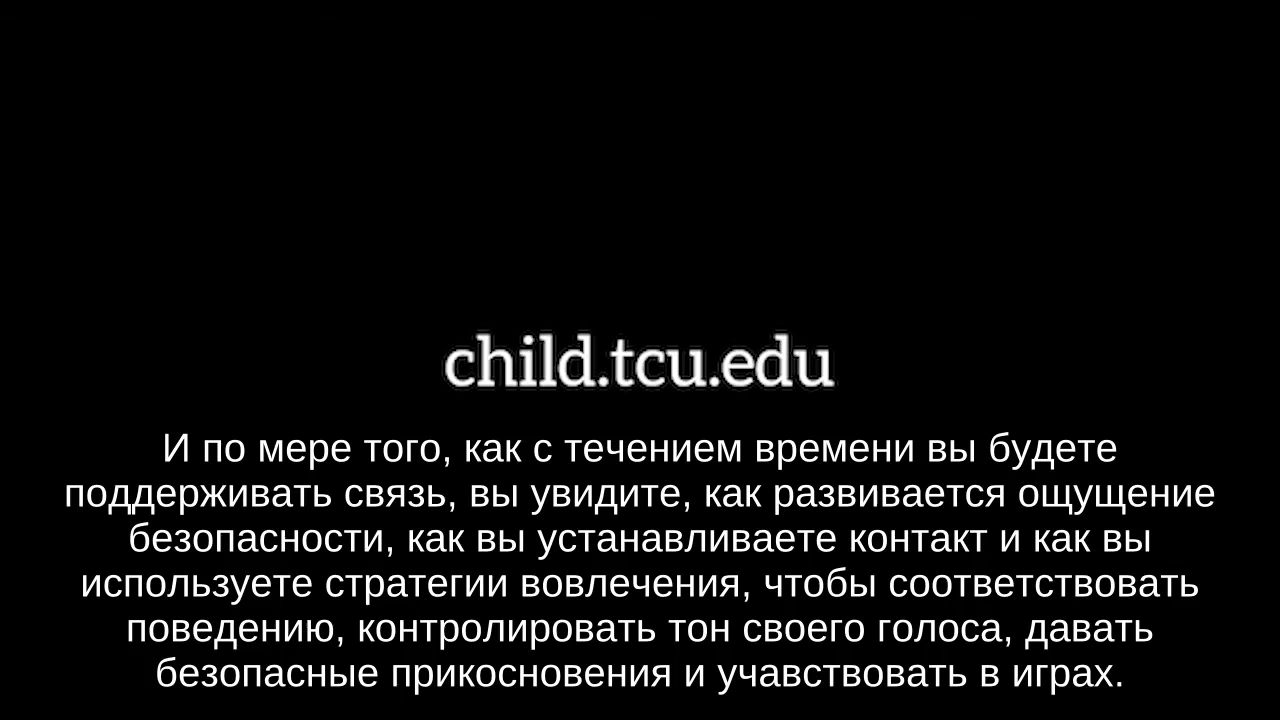 child.tcu.edu
И по мере того, как с течением времени вы будете
поддерживать связь, вы увидите, как развивается ощущение
безопасности, как вы устанавливаете контакт и как вы
используете стратегии вовлечения, чтобы соответствовать
поведению, контролировать тон своего голоса, давать
безопасные прикосновения и учавствовать в играх.